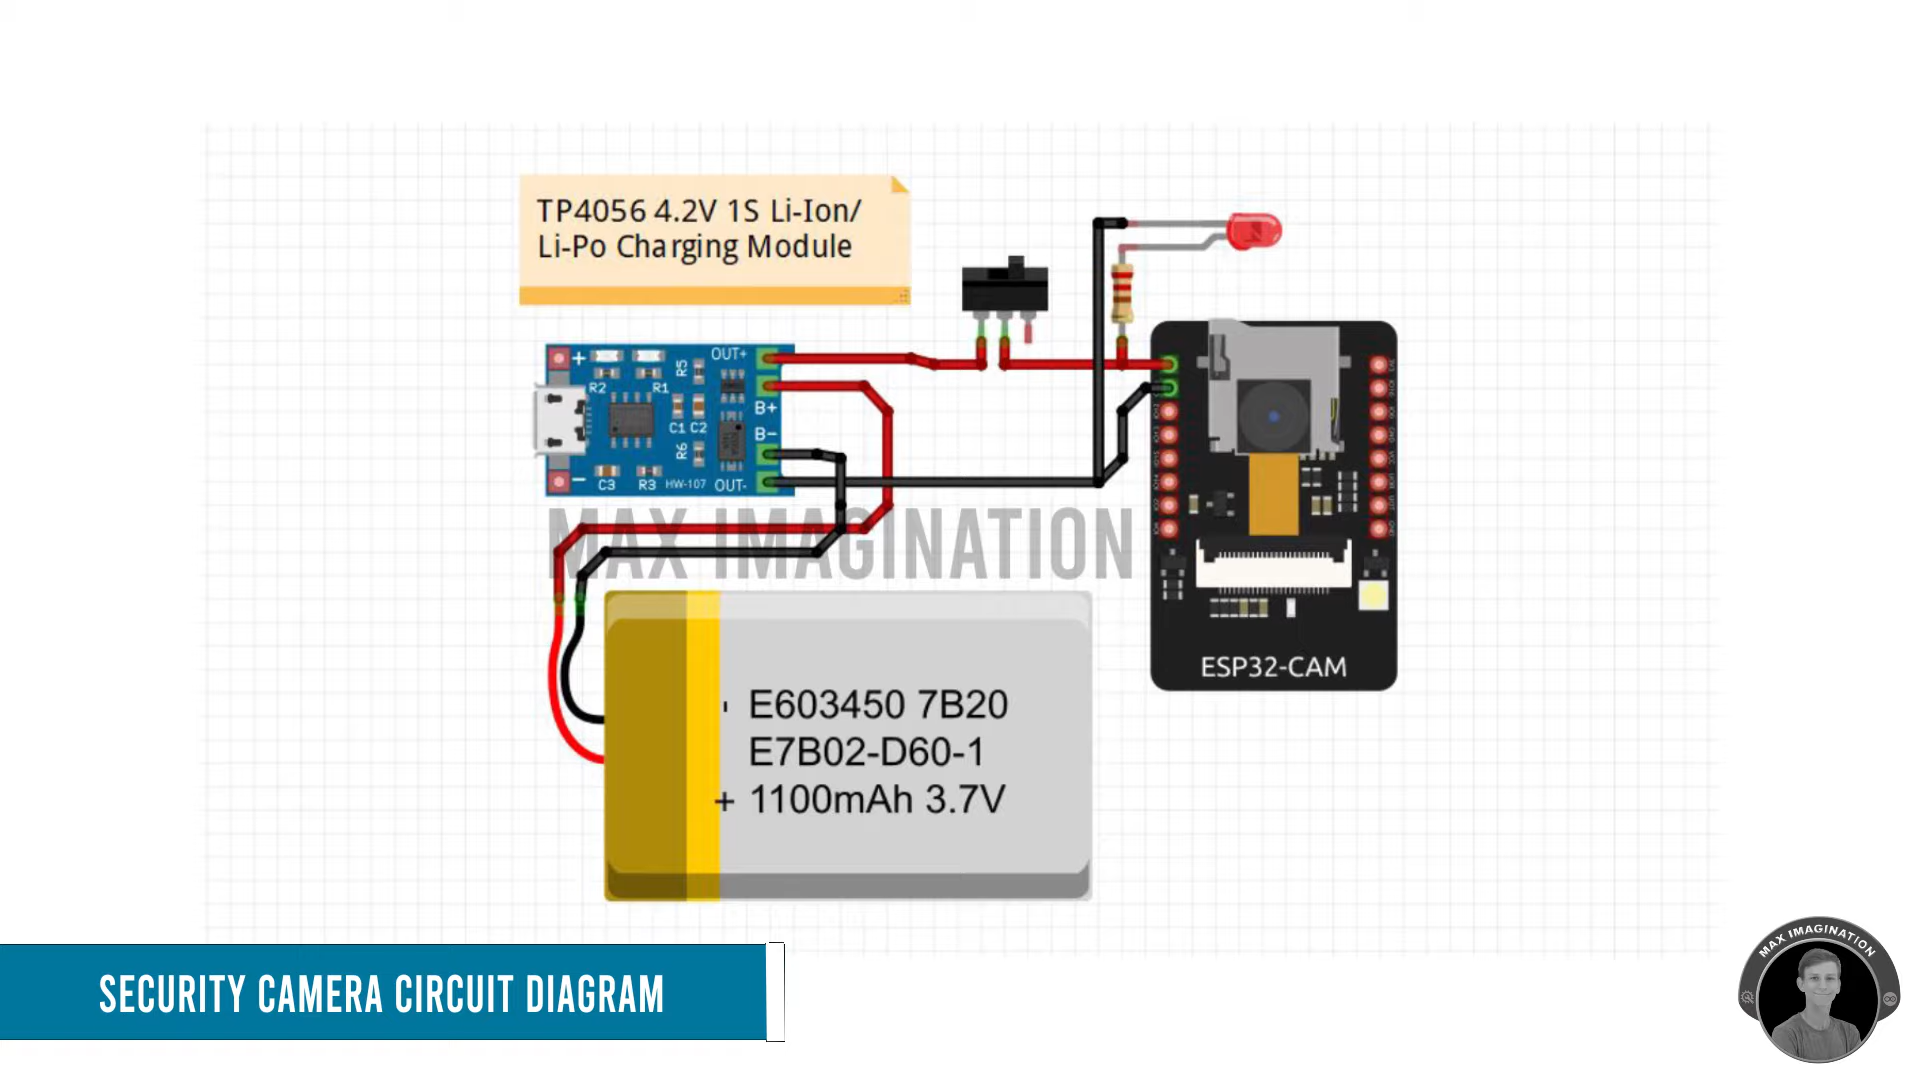 TP4056 4.2V 1S Li-Ion/
Li-Po Charging Module
+
OUT+
R2
R1
R5
B+
C1 C2
B-
R6
-
C3
R3
HW-107
OUT-
MAX IMAGINATION
ESP32-CAM
- E603450 7B20
E7B02-D60-1
+ 1100mAh 3.7V
SECURITY CAMERA CIRCUIT DIAGRAM
MAX IMAGINATION